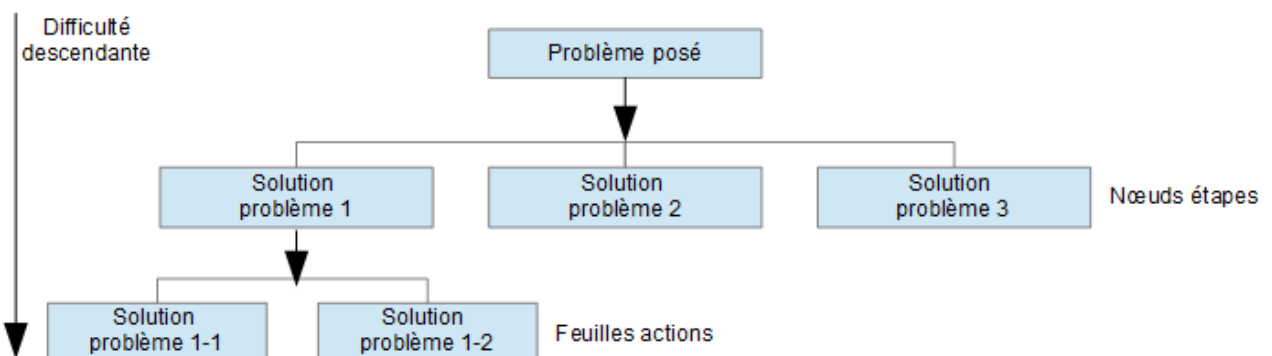 Difficulté
descendante
Problème posé
Solution
problème 1
Solution
problème 2
Solution
problème 3
Nœuds étapes
Solution
problème 1-1
Solution
problème 1-2
Feuilles actions